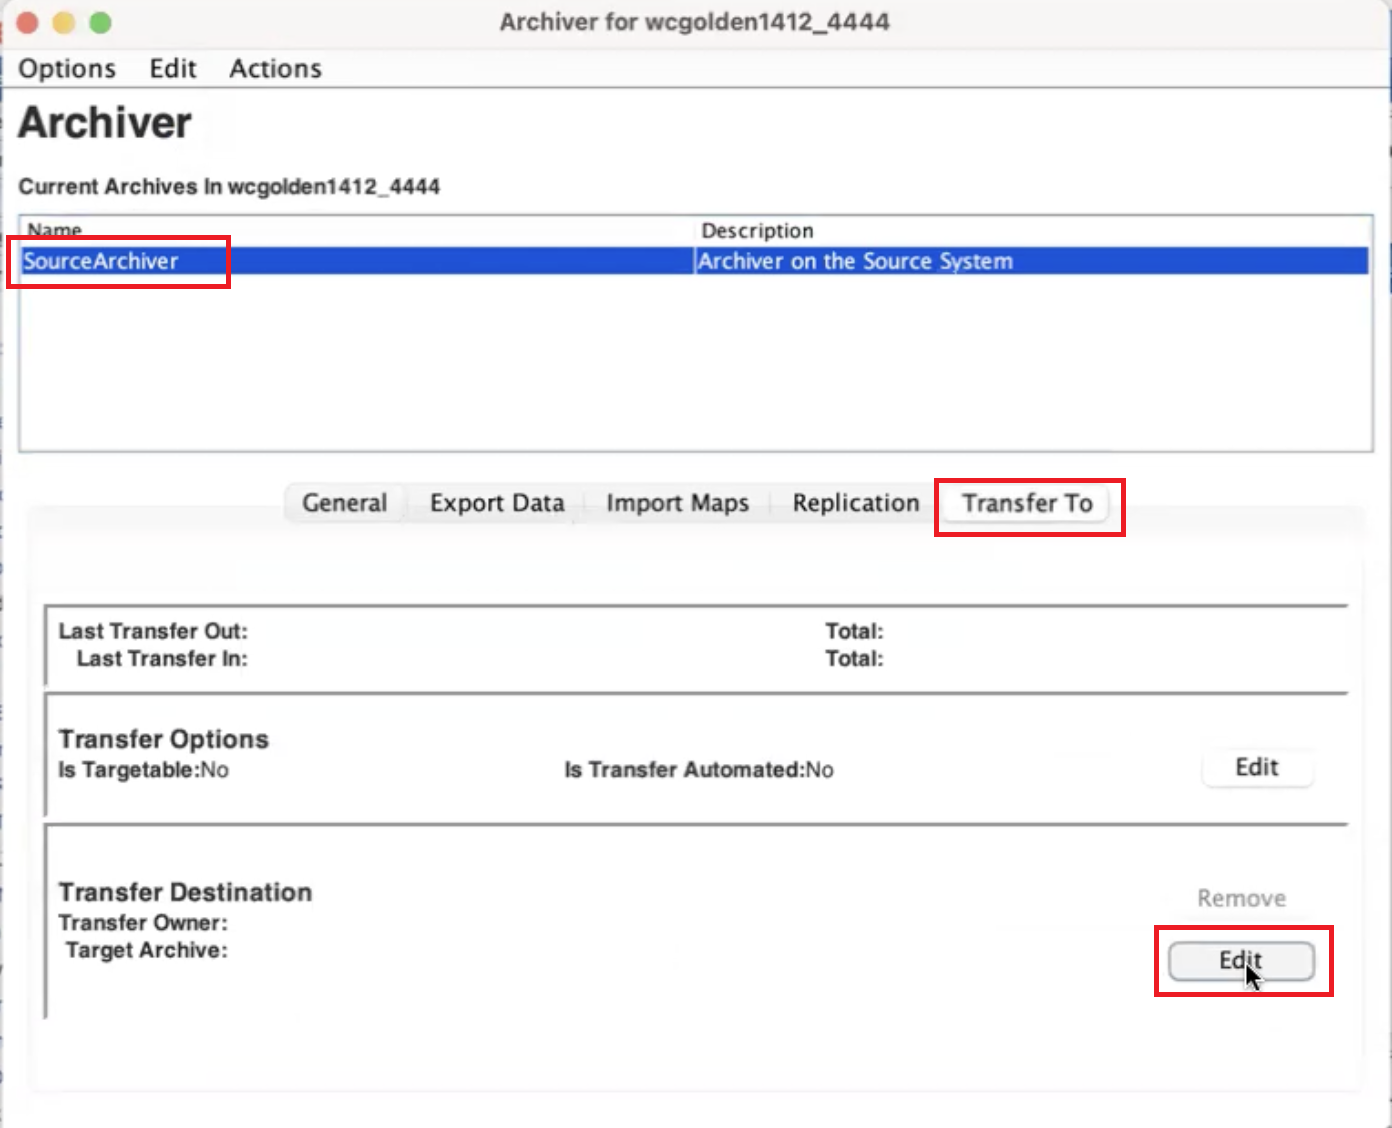 Archiver for wcgolden1412_4444
Options Edit Actions
Archiver
Current Archives In wcgolden1412_4444
Name Description
SourceArchiver Archiver on the Source System
General Export Data Import Maps Replication Transfer To
Last Transfer Out: Total:
Last Transfer In: Total:
Transfer Options
Is Targetable:No Is Transfer Automated:No Edit
Transfer Destination
Remove
Transfer Owner:
Target Archive:
Edit